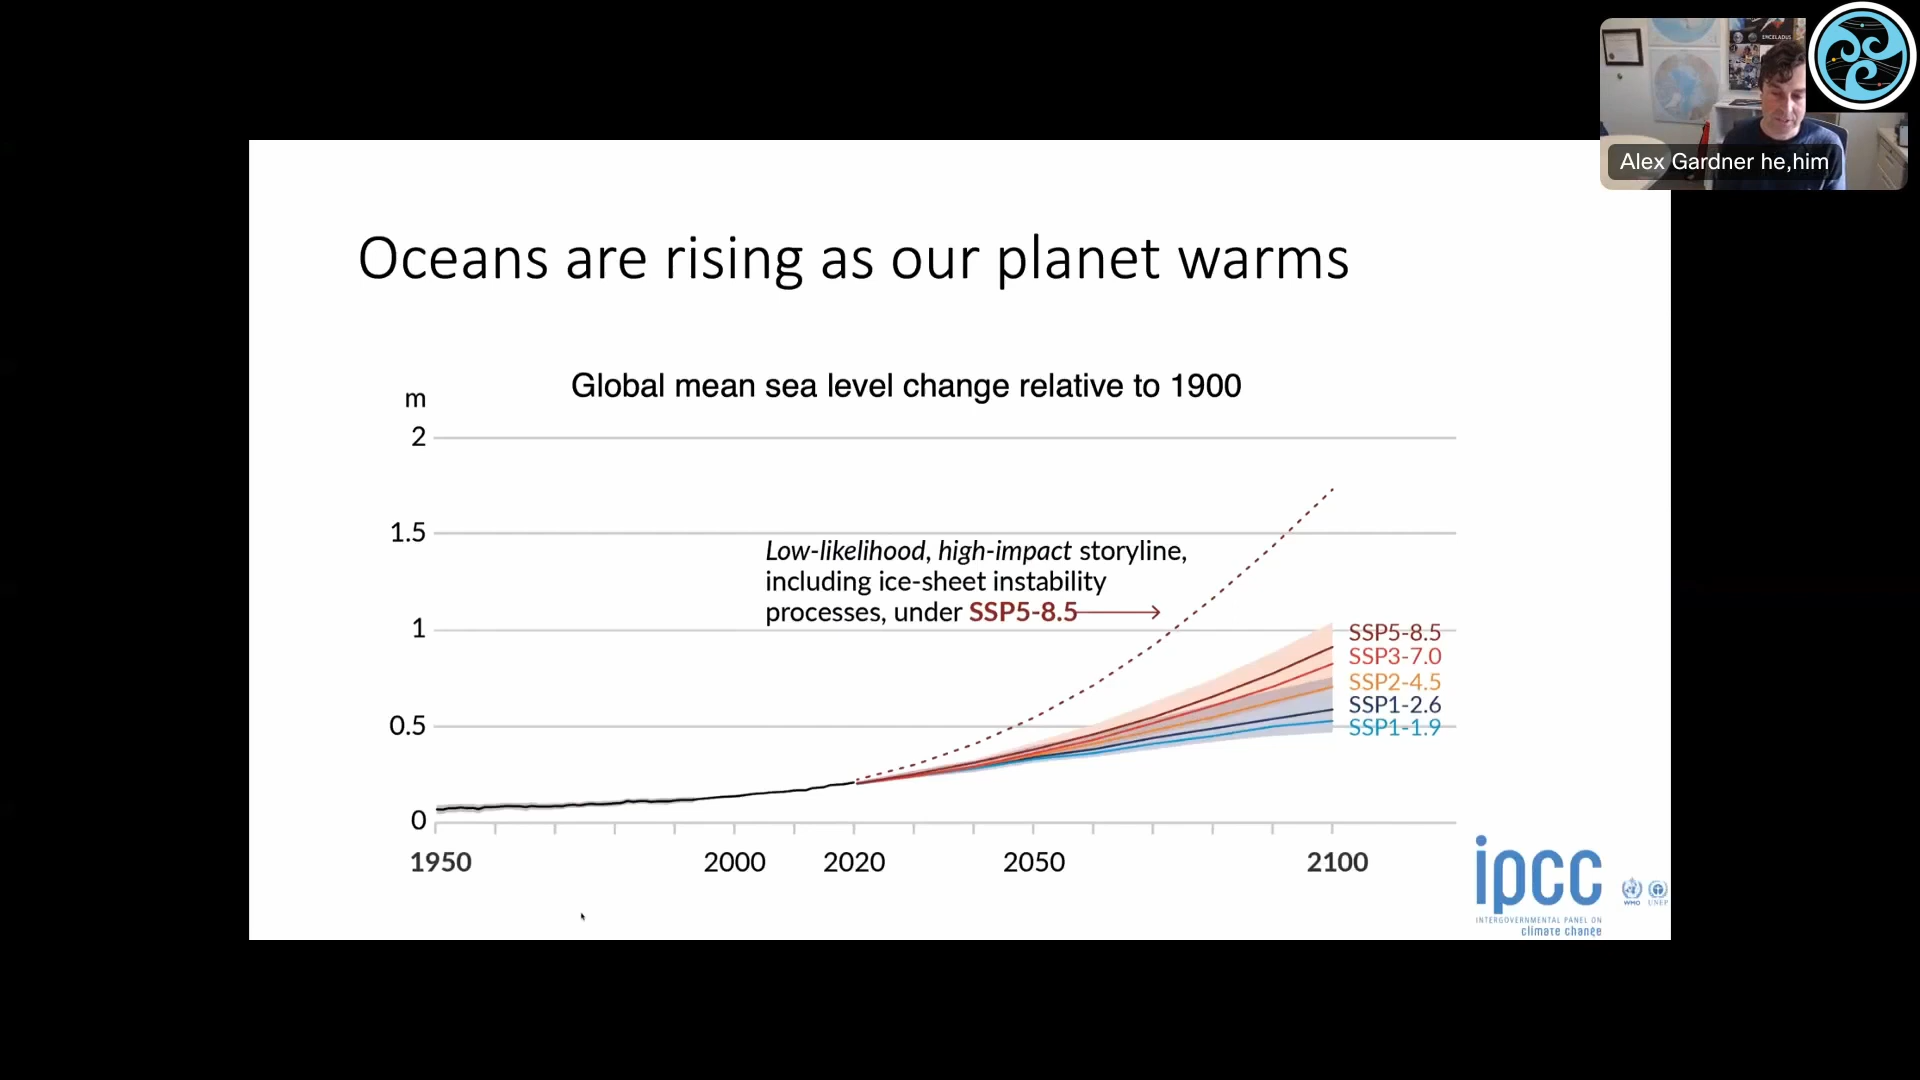 ENCELADUS
Alex Gardner he,him
Oceans are rising as our planet warms
Global mean sea level change relative to 1900
m
2
1.5
1
0.5
0
Low-likelihood, high-impact storyline,
including ice-sheet instability
processes, under SSP5-8.5
SSP5-8.5
SSP3-7.0
SSP2-4.5
SSP1-2.6
SSP1-1.9
1950 2000 2020 2050 2100
ipcc
INTERGOVERNMENTAL PANEL ON
climate change
WMO UNEP